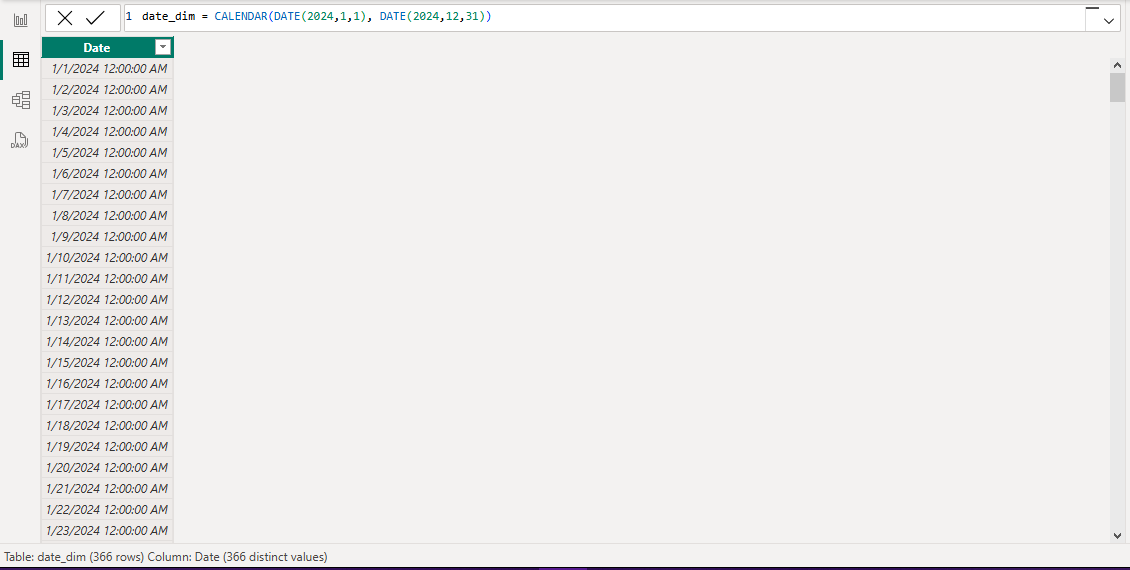 1 date_dim = CALENDAR(DATE(2024,1,1), DATE(2024,12,31))
Date
1/1/2024 12:00:00 AM
1/2/2024 12:00:00 AM
1/3/2024 12:00:00 AM
1/4/2024 12:00:00 AM
1/5/2024 12:00:00 AM
1/6/2024 12:00:00 AM
1/7/2024 12:00:00 AM
1/8/2024 12:00:00 AM
1/9/2024 12:00:00 AM
1/10/2024 12:00:00 AM
1/11/2024 12:00:00 AM
1/12/2024 12:00:00 AM
1/13/2024 12:00:00 AM
1/14/2024 12:00:00 AM
1/15/2024 12:00:00 AM
1/16/2024 12:00:00 AM
1/17/2024 12:00:00 AM
1/18/2024 12:00:00 AM
1/19/2024 12:00:00 AM
1/20/2024 12:00:00 AM
1/21/2024 12:00:00 AM
1/22/2024 12:00:00 AM
1/23/2024 12:00:00 AM
DAX
Table: date_dim (366 rows) Column: Date (366 distinct values)